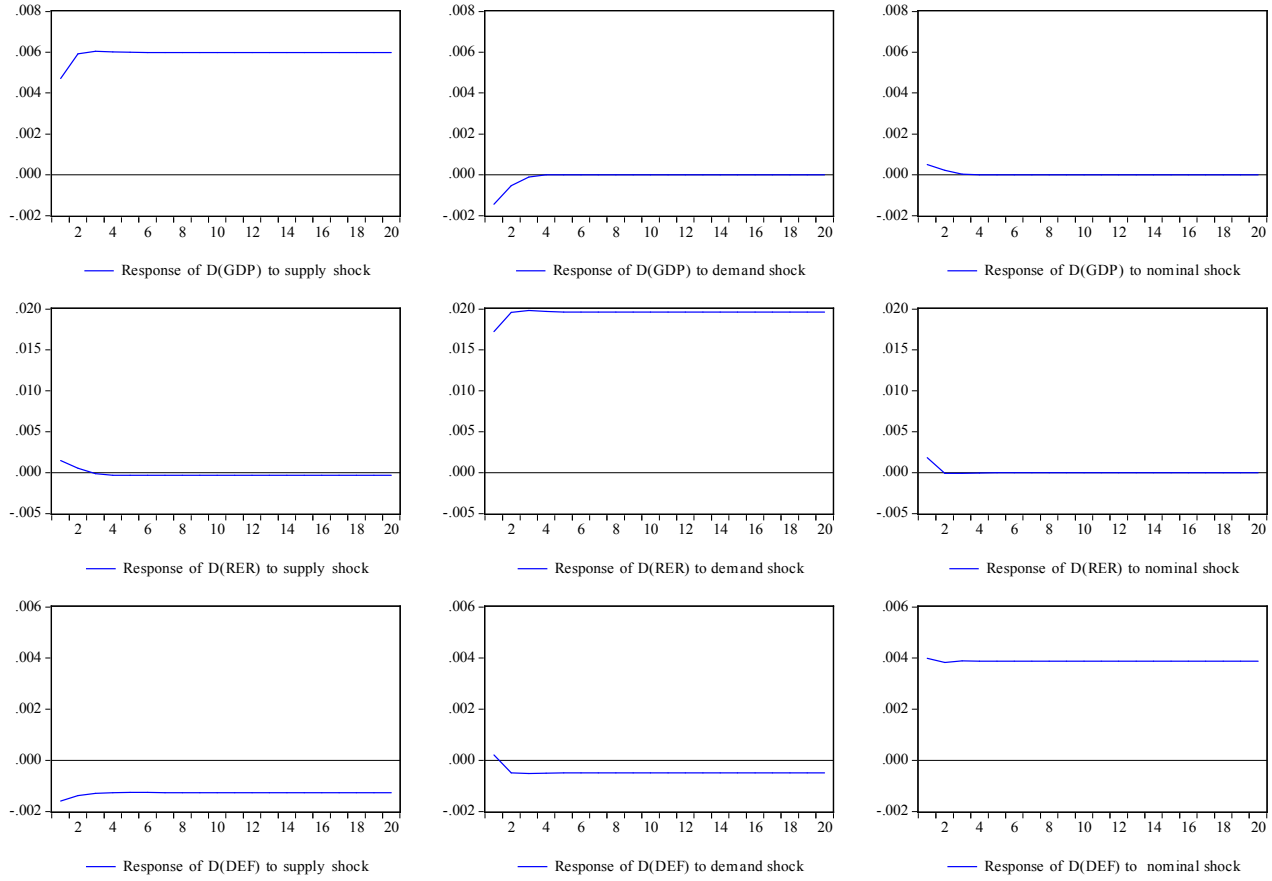 .008 .008 .008
.006 .006 .006
.004 .004 .004
.002 .002 .002
.000 .000 .000
-.002 -.002 -.002
2 4 6 8 10 12 14 16 18 20 2 4 6 8 10 12 14 16 18 20 2 4 6 8 10 12 14 16 18 20
Response of D(GDP) to supply shock Response of D(GDP) to demand shock Response of D(GDP) to nominal shock
.020 .020 .020
.015 .015 .015
.010 .010 .010
.005 .005 .005
.000 .000 .000
-.005 -.005 -.005
2 4 6 8 10 12 14 16 18 20 2 4 6 8 10 12 14 16 18 20 2 4 6 8 10 12 14 16 18 20
Response of D(RER) to supply shock Response of D(RER) to demand shock Response of D(RER) to nominal shock
.006 .006 .006
.004 .004 .004
.002 .002 .002
.000 .000 .000
-.002 -.002 -.002
2 4 6 8 10 12 14 16 18 20 2 4 6 8 10 12 14 16 18 20 2 4 6 8 10 12 14 16 18 20
Response of D(DEF) to supply shock Response of D(DEF) to demand shock Response of D(DEF) to nominal shock